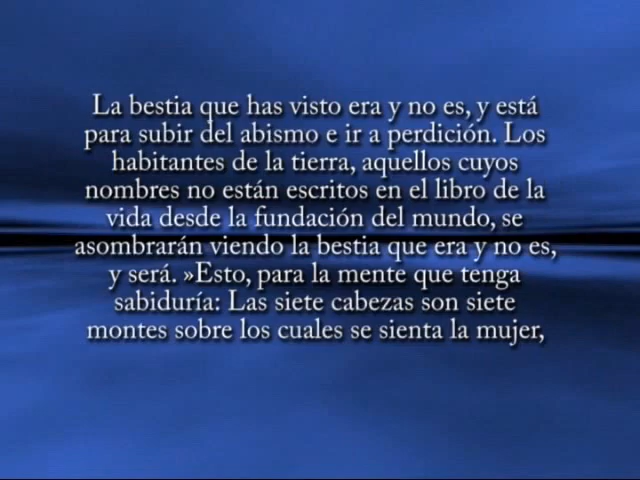 La bestia que has visto era y no es, y está
para subir del abismo e ir a perdición. Los
habitantes de la tierra, aquellos cuyos
nombres no están escritos en el libro de la
vida desde la fundación del mundo, se
asombrarán viendo la bestia que era y no es,
y será. »Esto, para la mente que tenga
sabiduría: Las siete cabezas son siete
montes sobre los cuales se sienta la mujer,